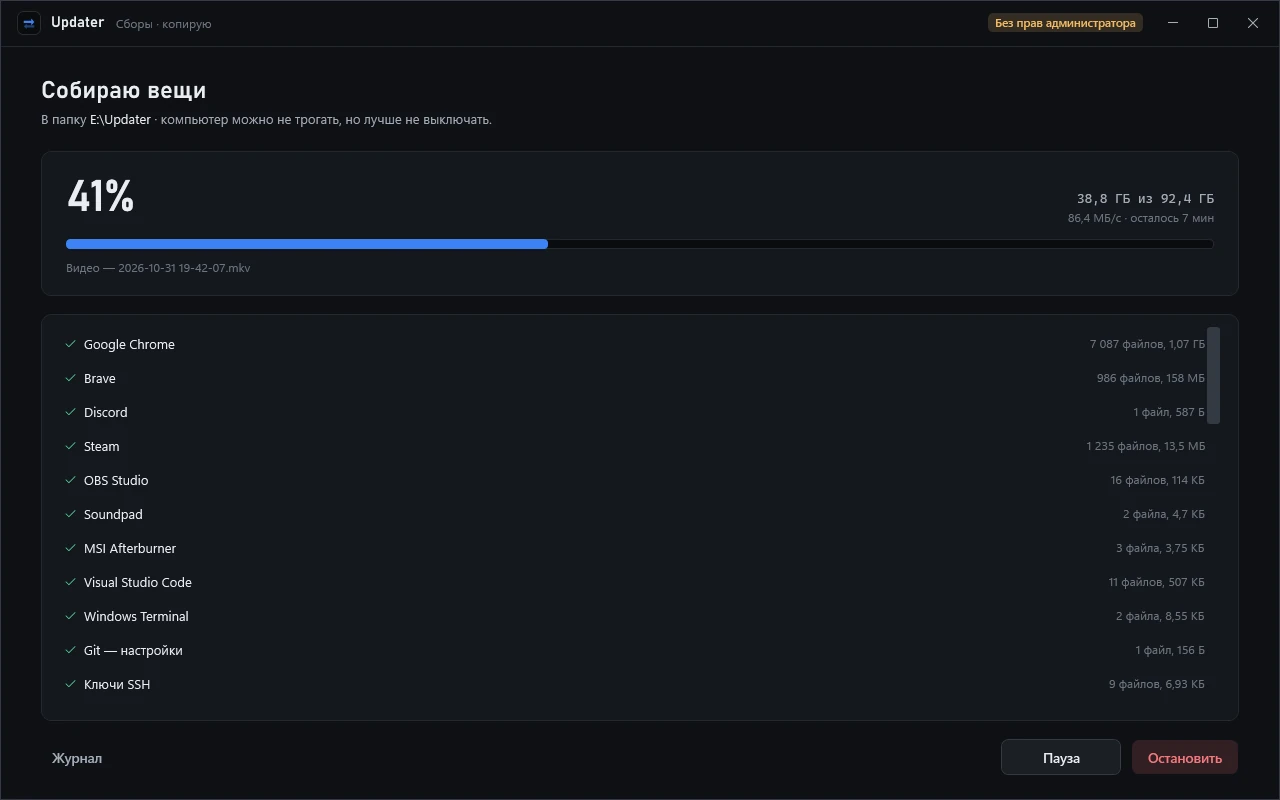 Updater Сборы · копирую Без прав администратора
Собираю вещи
В папку E:\Updater · компьютер можно не трогать, но лучше не выключать.
41%
38,8 ГБ из 92,4 ГБ
86,4 МБ/с · осталось 7 мин
Видео — 2026-10-31 19-42-07.mkv
Google Chrome 7 087 файлов, 1,07 ГБ
Brave 986 файлов, 158 МБ
Discord 1 файл, 587 Б
Steam 1 235 файлов, 13,5 МБ
OBS Studio 16 файлов, 114 КБ
Soundpad 2 файла, 4,7 КБ
MSI Afterburner 3 файла, 3,75 КБ
Visual Studio Code 11 файлов, 507 КБ
Windows Terminal 2 файла, 8,55 КБ
Git — настройки 1 файл, 156 Б
Ключи SSH 9 файлов, 6,93 КБ
Журнал Пауза Остановить